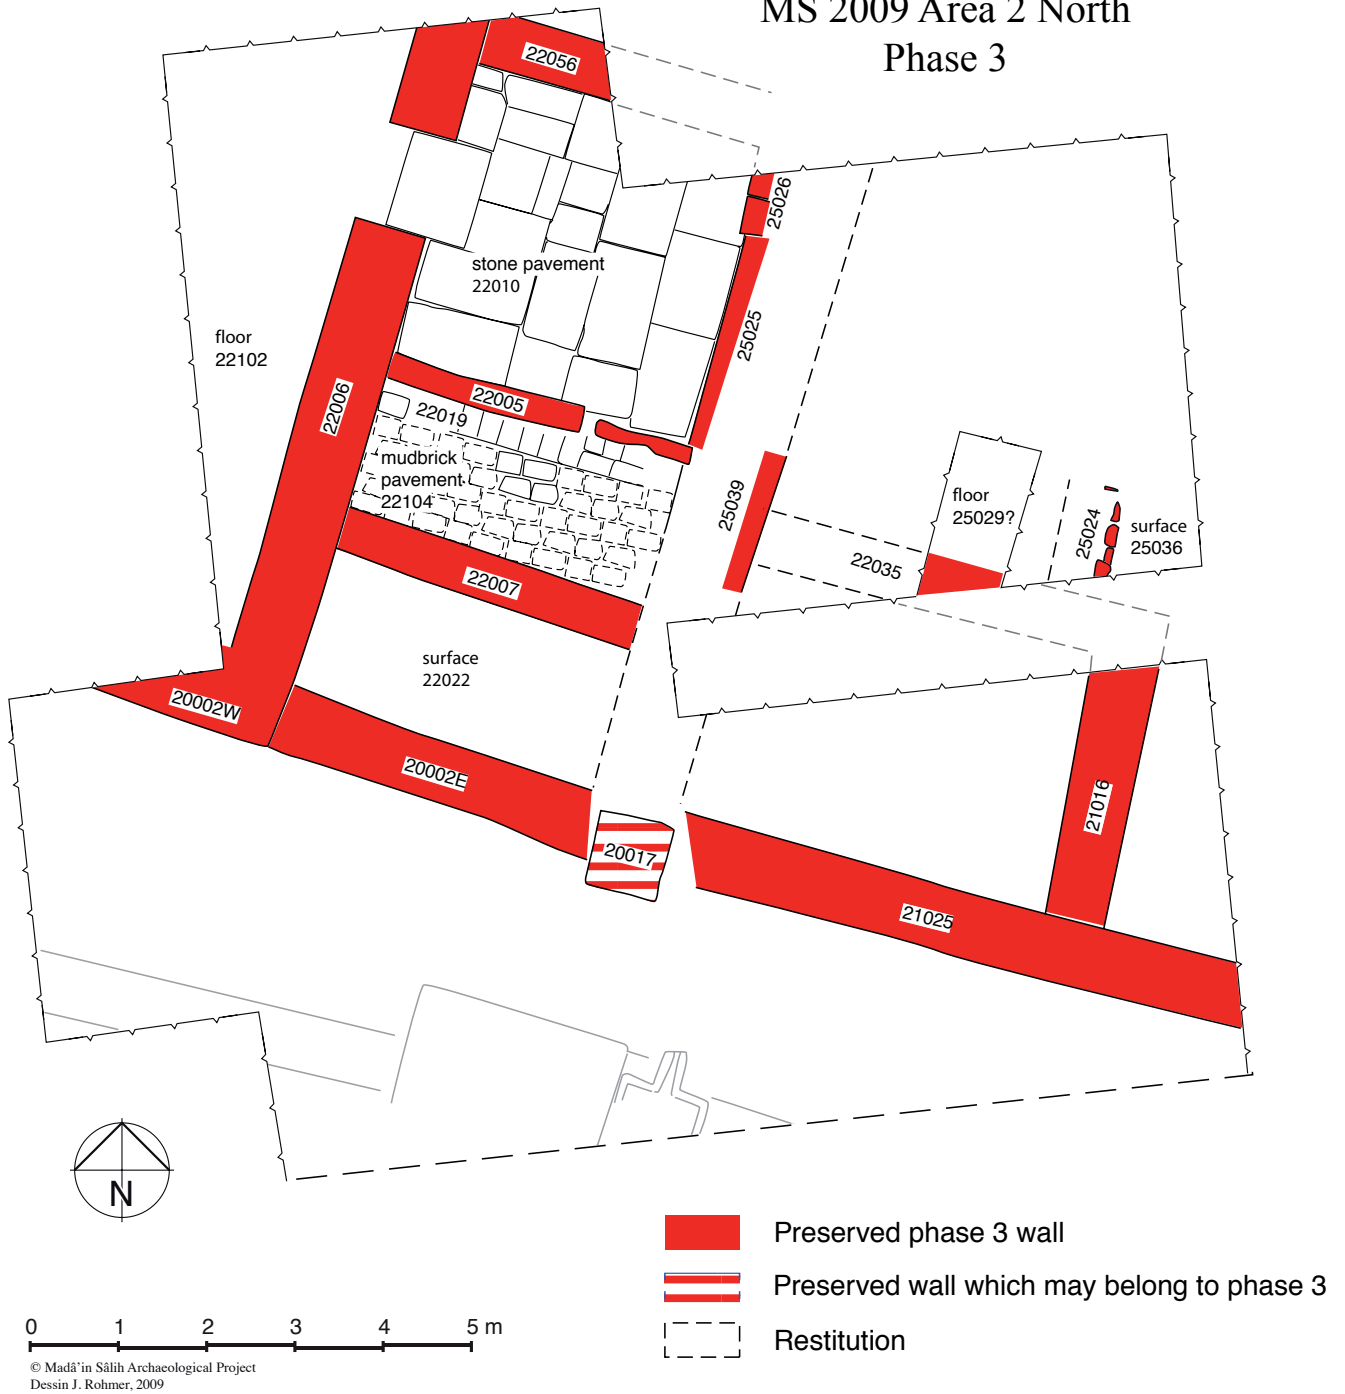 MS 2009 Area 2 North
Phase 3
22056
25026
stone pavement
22010
25025
floor
22102
22006
22005
22019
mudbrick
pavement
22104
25039
floor
25029?
25024
surface
25036
22035
22007
surface
22022
20002W
20002E
21016
20017
21025
N
Preserved phase 3 wall
Preserved wall which may belong to phase 3
Restitution
0 1 2 3 4 5 m
© Madâ'in Sâlih Archaeological Project
Dessin J. Rohmer, 2009